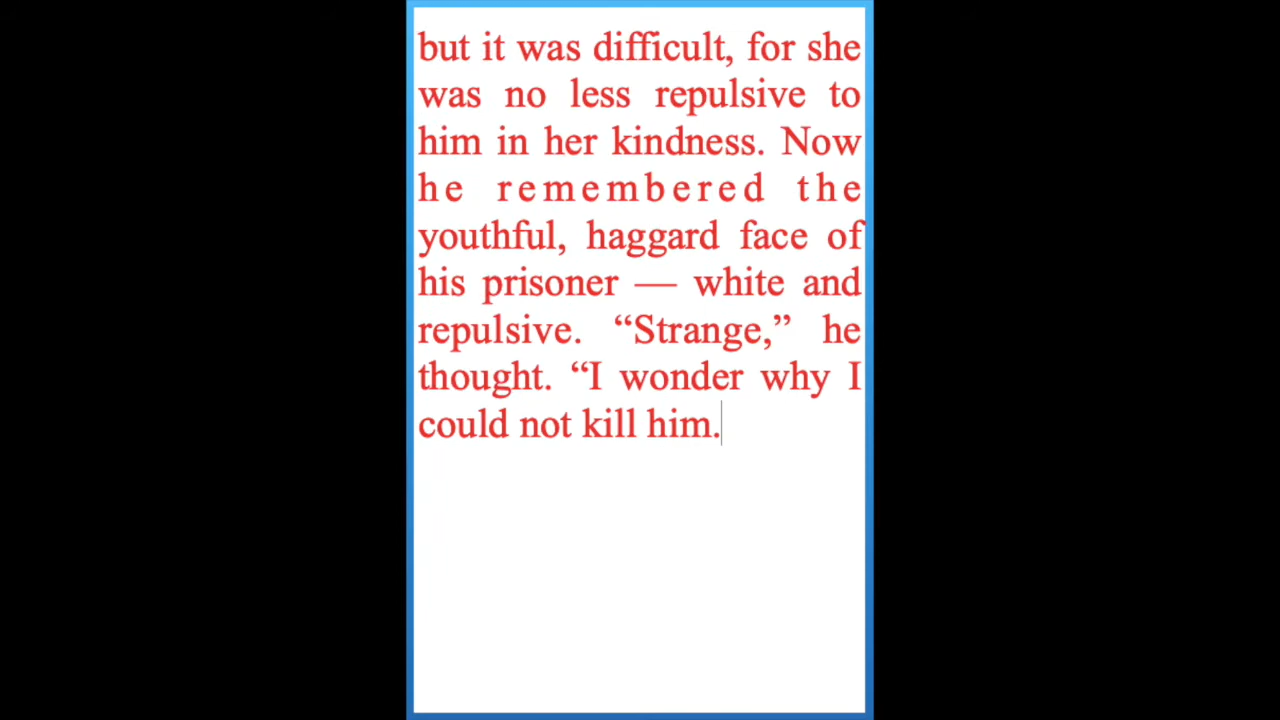 but it was difficult, for she
was no less repulsive to
him in her kindness. Now
he remembered the
youthful, haggard face of
his prisoner — white and
repulsive. “Strange,” he
thought. “I wonder why I
could not kill him.